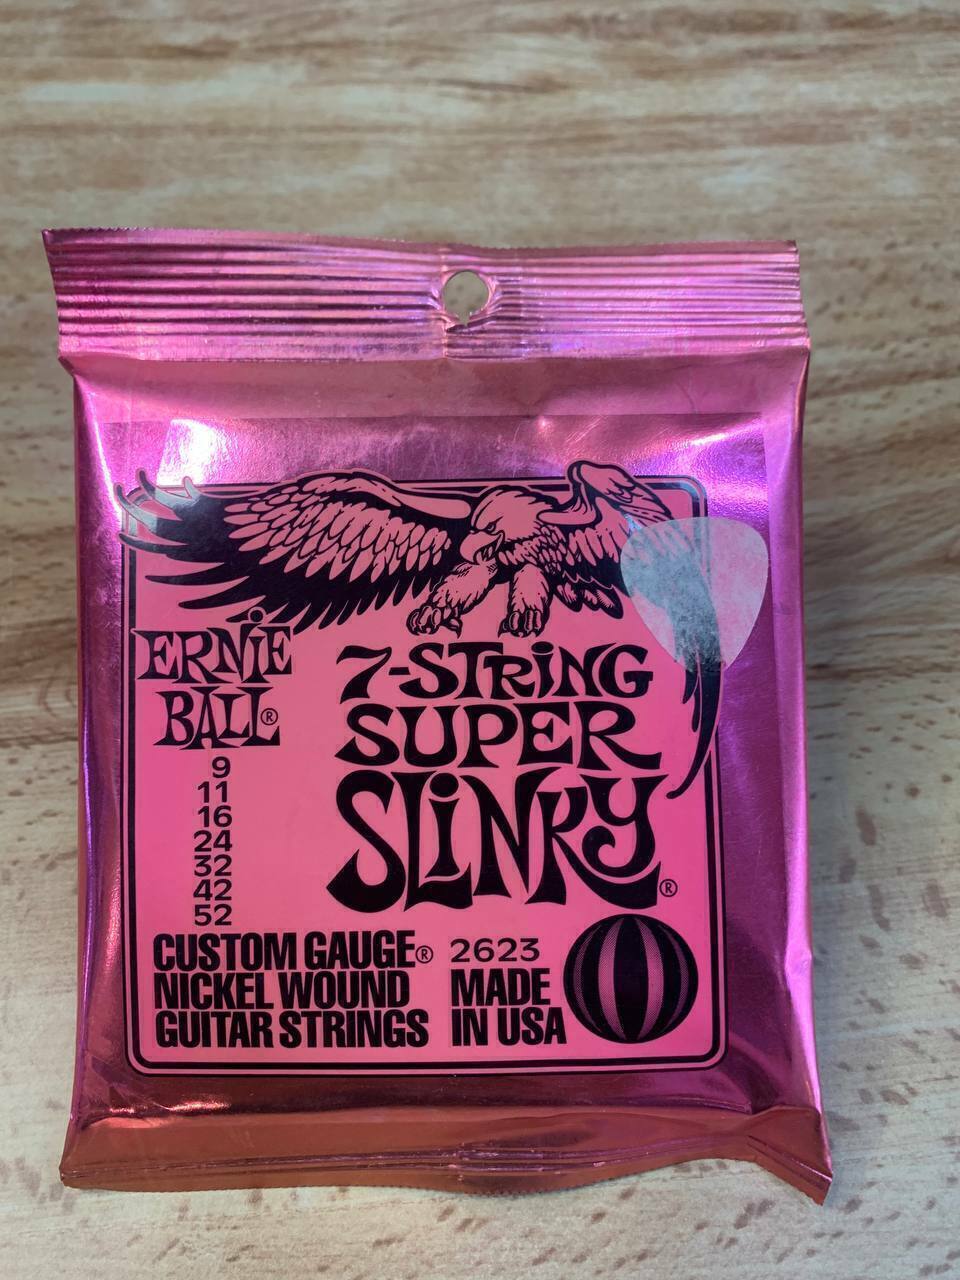 ERNIE
BALL®
7-STRING
SUPER
SLINKY®
9
11
16
24
32
42
52
CUSTOM GAUGE®
NICKEL WOUND
GUITAR STRINGS
2623
MADE
IN USA